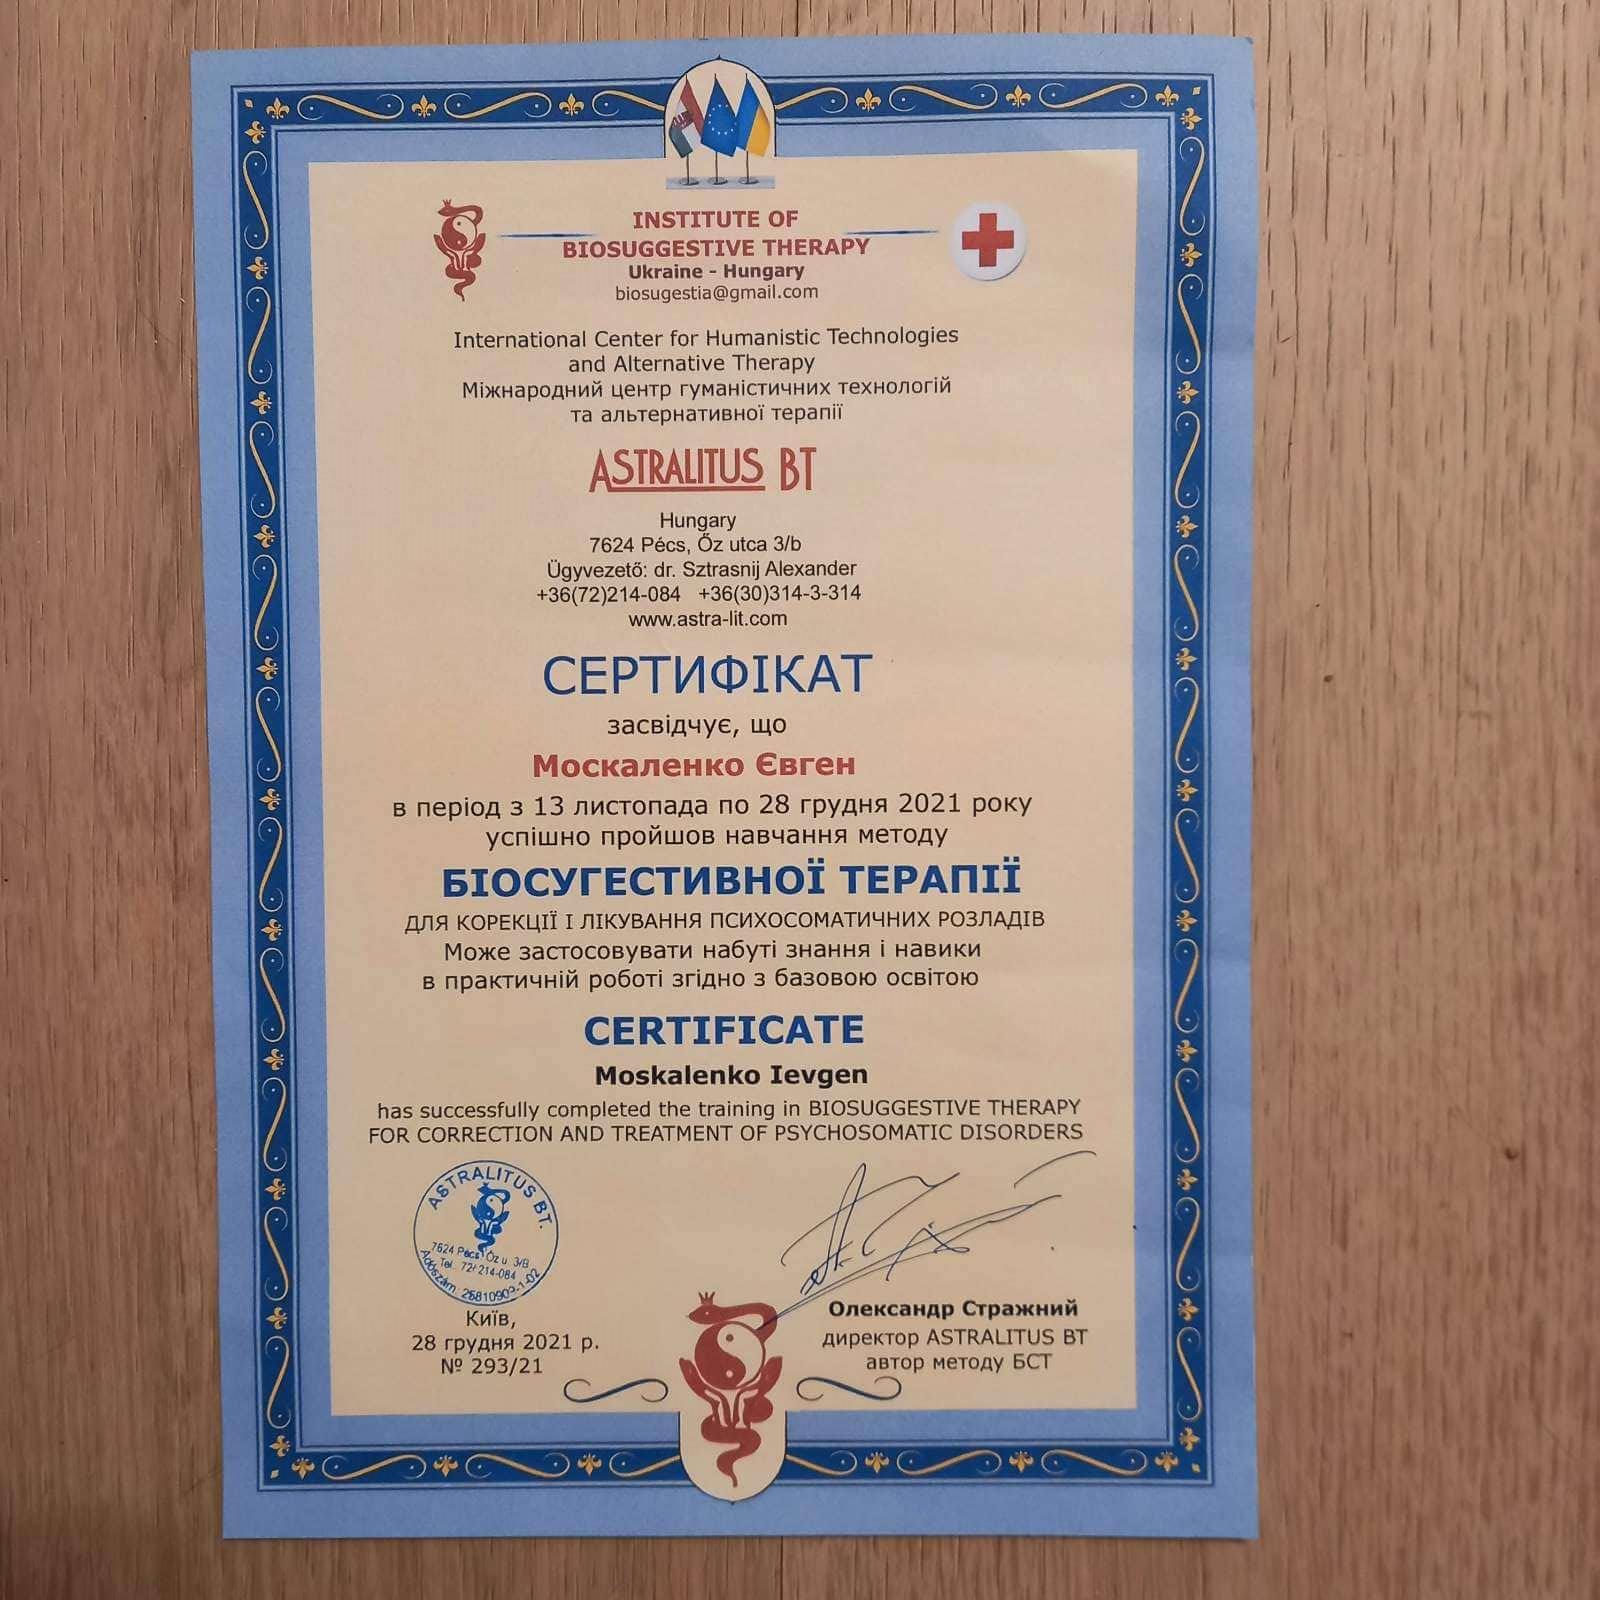 INSTITUTE OF
BIOSUGGESTIVE THERAPY
Ukraine - Hungary
biosugestia@gmail.com
International Center for Humanistic Technologies
and Alternative Therapy
Міжнародний центр гуманістичних технологій
та альтернативної терапії
ASTRALITUS BT
Hungary
7624 Pécs, Őz utca 3/b
Ügyvezető: dr. Sztrasnij Alexander
+36(72)214-084 +36(30)314-3-314
www.astra-lit.com
СЕРТИФІКАТ
засвідчує, що
Москаленко Євген
в період з 13 листопада по 28 грудня 2021 року
успішно пройшов навчання методу
БІОСУГЕСТИВНОЇ ТЕРАПІЇ
ДЛЯ КОРЕКЦІЇ І ЛІКУВАННЯ ПСИХОСОМАТИЧНИХ РОЗЛАДІВ
Може застосовувати набуті знання і навики
в практичній роботі згідно з базовою освітою
CERTIFICATE
Moskalenko Ievgen
has successfully completed the training in BIOSUGGESTIVE THERAPY
FOR CORRECTION AND TREATMENT OF PSYCHOSOMATIC DISORDERS
ASTRALITUS BT.
7624 Pécs, Őz u. 3/B
Tel. 72/214-084
Adószám:
Київ,
28 грудня 2021 р.
№ 293/21
Олександр Стражний
директор ASTRALITUS BT
автор методу БСТ